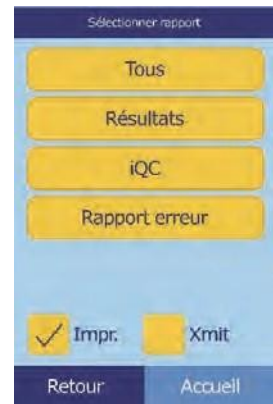 Sélectionner rapport
Tous
Résultats
iQC
Rapport erreur
Impr. Xmit
Retour Accueil